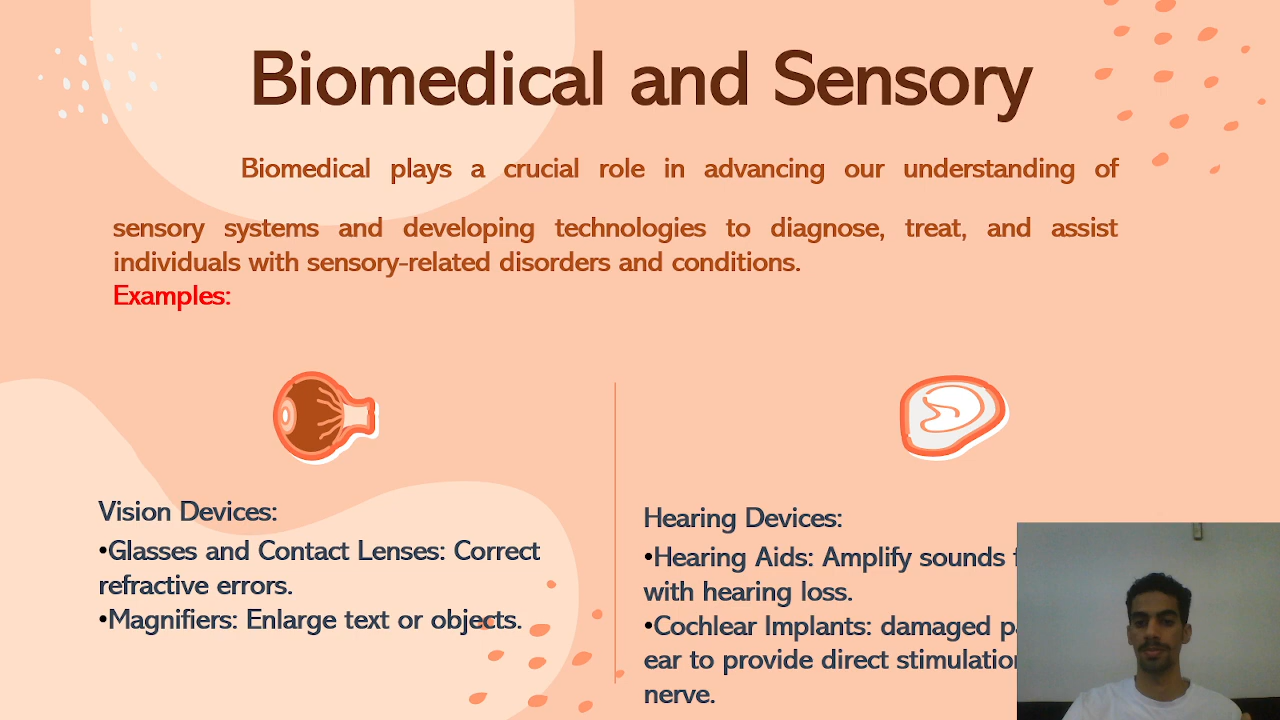 Biomedical and Sensory
Biomedical plays a crucial role in advancing our understanding of
sensory systems and developing technologies to diagnose, treat, and assist
individuals with sensory-related disorders and conditions.
Examples:
Vision Devices:
•Glasses and Contact Lenses: Correct
refractive errors.
•Magnifiers: Enlarge text or objects.
Hearing Devices:
•Hearing Aids: Amplify sounds
with hearing loss.
•Cochlear Implants: damaged
ear to provide direct stimulation
nerve.